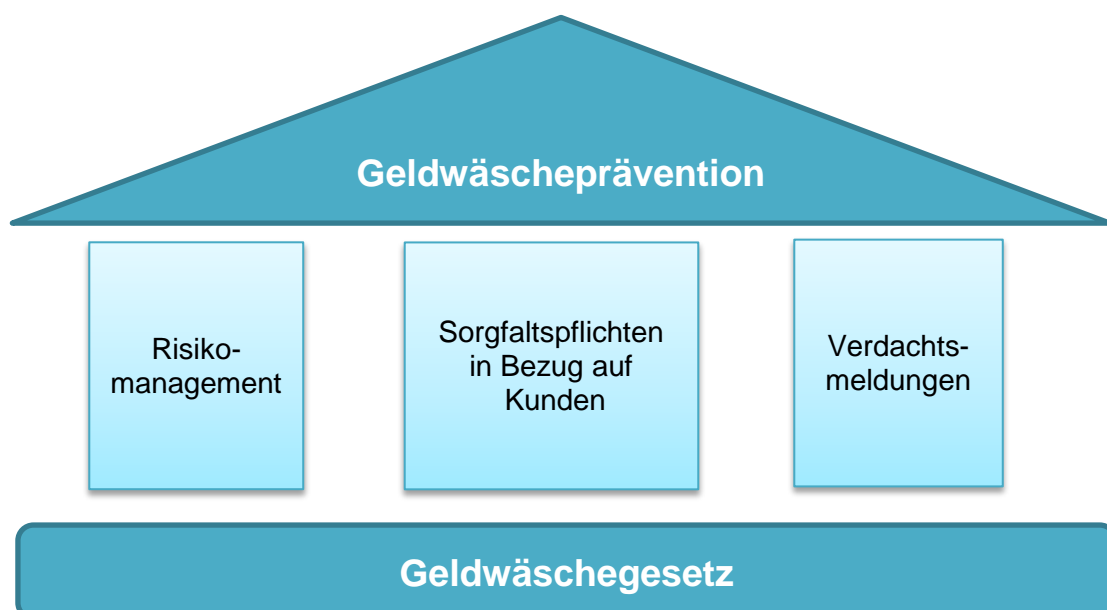 Geldwäscheprävention
Risiko-
management
Sorgfaltspflichten
in Bezug auf
Kunden
Verdachts-
meldungen
Geldwäschegesetz